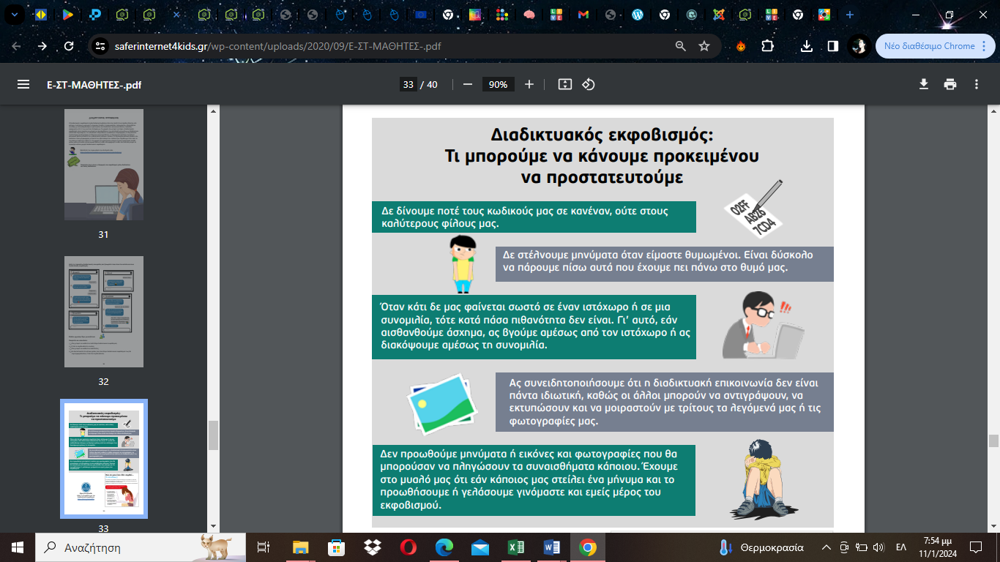 saferinternet4kids.gr/wp-content/uploads/2020/09/Ε-ΣΤ-ΜΑΘΗΤΕΣ-.pdf
Νέο διαθέσιμο Chrome
Ε-ΣΤ-ΜΑΘΗΤΕΣ-.pdf
33 / 40
90%
31
32
33
Διαδικτυακός εκφοβισμός:
Τι μπορούμε να κάνουμε προκειμένου
να προστατευτούμε
Δε δίνουμε ποτέ τους κωδικούς μας σε κανέναν, ούτε στους
καλύτερους φίλους μας.
02FF
AB26
7CD4
Δε στέλνουμε μηνύματα όταν είμαστε θυμωμένοι. Είναι δύσκολο
να πάρουμε πίσω αυτά που έχουμε πει πάνω στο θυμό μας.
Όταν κάτι δε μας φαίνεται σωστό σε έναν ιστόχωρο ή σε μια
συνομιλία, τότε κατά πάσα πιθανότητα δεν είναι. Γι' αυτό, εάν
αισθανθούμε άσχημα, ας βγούμε αμέσως από τον ιστόχωρο ή ας
διακόψουμε αμέσως τη συνομιλία.
!!!
Ας συνειδητοποιήσουμε ότι η διαδικτυακή επικοινωνία δεν είναι
πάντα ιδιωτική, καθώς οι άλλοι μπορούν να αντιγράψουν, να
εκτυπώσουν και να μοιραστούν με τρίτους τα λεγόμενά μας ή τις
φωτογραφίες μας.
Δεν προωθούμε μηνύματα ή εικόνες και φωτογραφίες που θα
μπορούσαν να πληγώσουν τα συναισθήματα κάποιου. Έχουμε
στο μυαλό μας ότι εάν κάποιος μας στείλει ένα μήνυμα και το
προωθήσουμε ή γελάσουμε γινόμαστε και εμείς μέρος του
εκφοβισμού.
Αναζήτηση
Θερμοκρασία
ΕΛ
7:54 μμ
11/1/2024